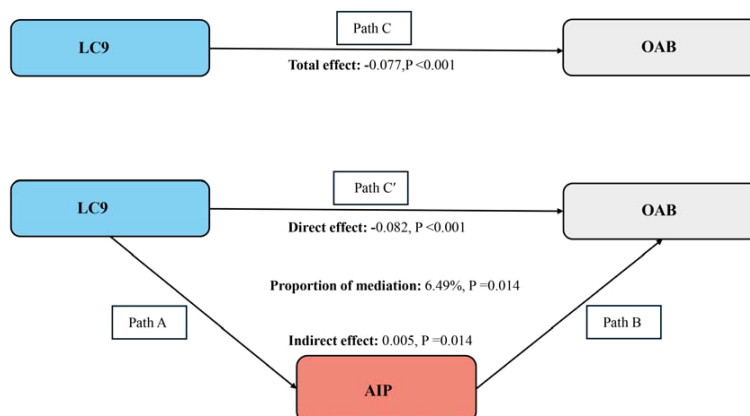 Path C
LC9
OAB
Total effect: -0.077,P <0.001
Path C′
LC9
OAB
Direct effect: -0.082, P <0.001
Proportion of mediation: 6.49%, P =0.014
Path A
Path B
Indirect effect: 0.005, P =0.014
AIP